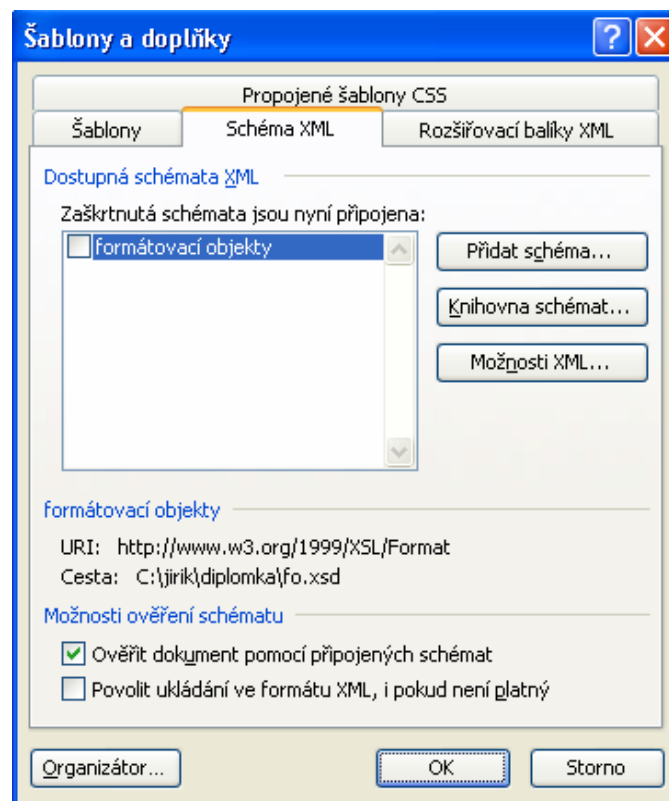 Šablony a doplňky
Propojené šablony CSS
Šablony
Schéma XML
Rozšiřovací balíky XML
Dostupná schémata XML
Zaškrtnutá schémata jsou nyní připojena:
formátovací objekty
Přidat schéma...
Knihovna schémat...
Možnosti XML...
formátovací objekty
URI: http://www.w3.org/1999/XSL/Format
Cesta: C:\jirik\diplomka\fo.xsd
Možnosti ověření schématu
Ověřit dokument pomocí připojených schémat
Povolit ukládání ve formátu XML, i pokud není platný
Organizátor...
OK
Storno